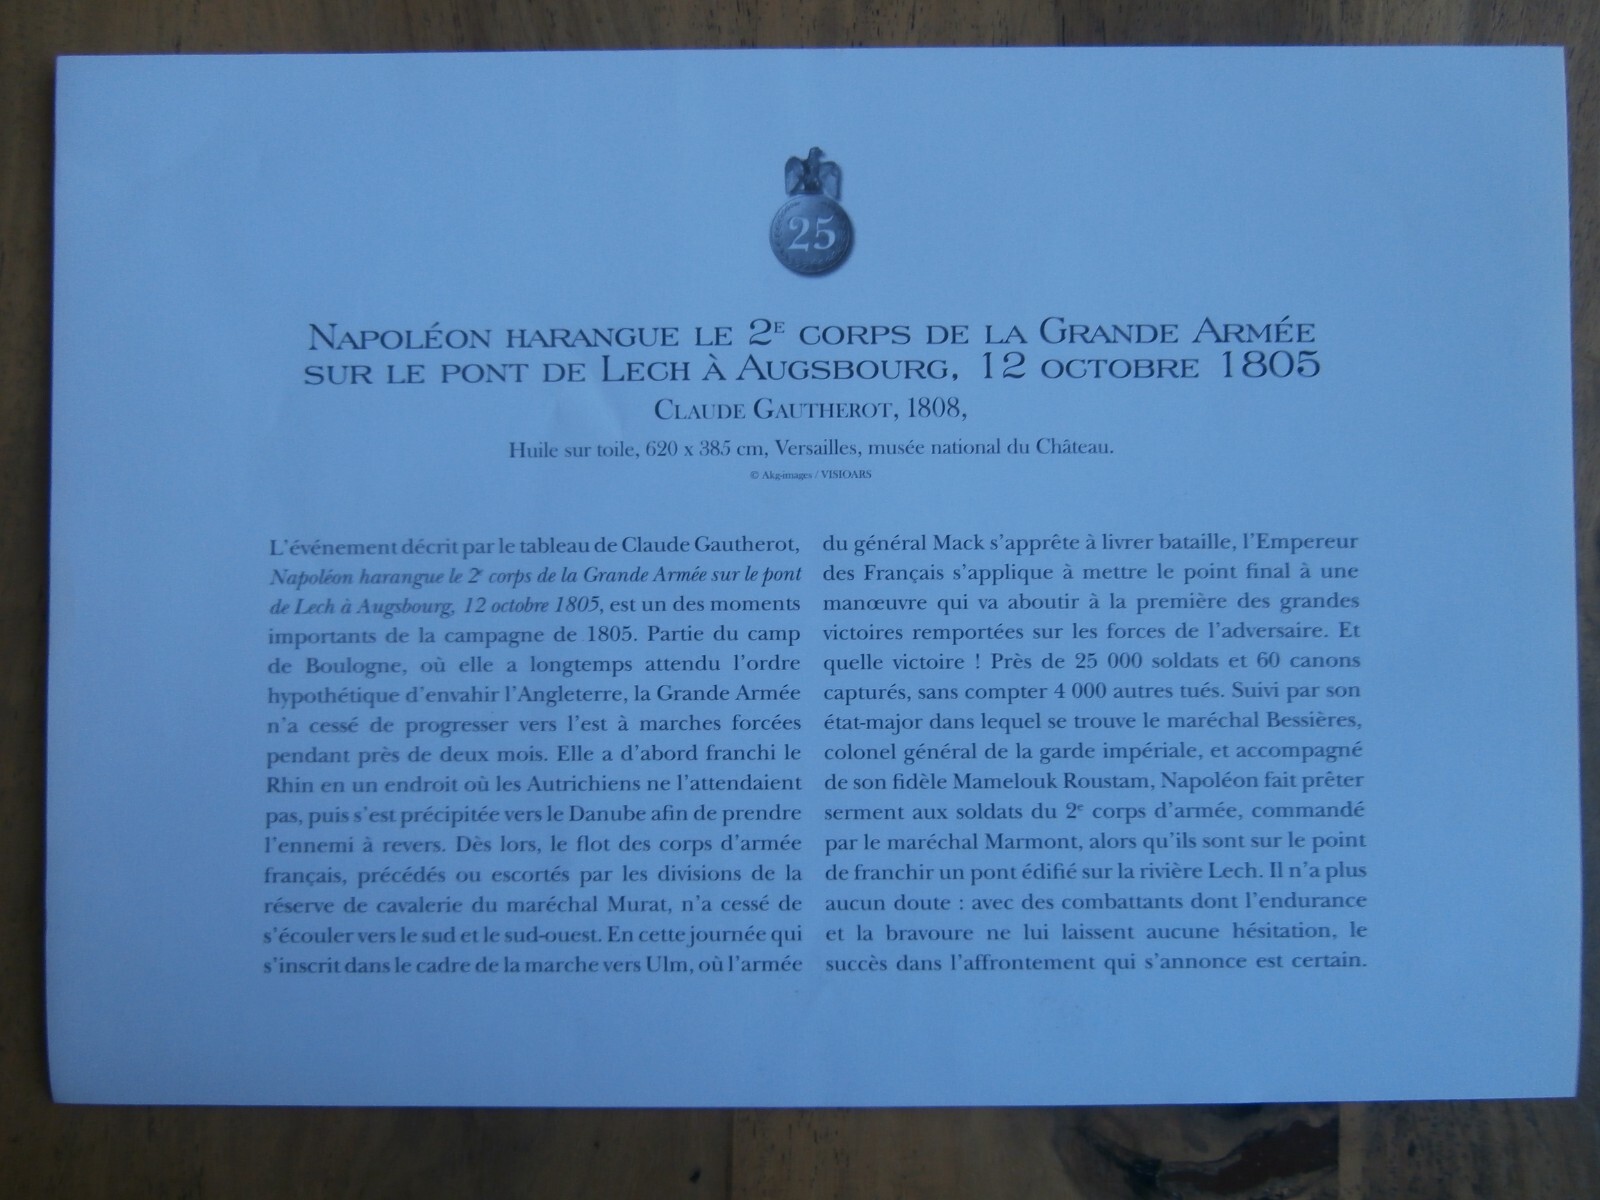 25
Napoléon harangue le 2e corps de la Grande Armée
sur le pont de Lech à Augsbourg, 12 octobre 1805
Claude Gautherot, 1808,
Huile sur toile, 620 x 385 cm, Versailles, musée national du Château.
© Akg-images / VISIOARS
L'événement décrit par le tableau de Claude Gautherot,
Napoléon harangue le 2e corps de la Grande Armée sur le pont
de Lech à Augsbourg, 12 octobre 1805, est un des moments
importants de la campagne de 1805. Partie du camp
de Boulogne, où elle a longtemps attendu l'ordre
hypothétique d'envahir l'Angleterre, la Grande Armée
n'a cessé de progresser vers l'est à marches forcées
pendant près de deux mois. Elle a d'abord franchi le
Rhin en un endroit où les Autrichiens ne l'attendaient
pas, puis s'est précipitée vers le Danube afin de prendre
l'ennemi à revers. Dès lors, le flot des corps d'armée
français, précédés ou escortés par les divisions de la
réserve de cavalerie du maréchal Murat, n'a cessé de
s'écouler vers le sud et le sud-ouest. En cette journée qui
s'inscrit dans le cadre de la marche vers Ulm, où l'armée
du général Mack s'apprête à livrer bataille, l'Empereur
des Français s'applique à mettre le point final à une
manœuvre qui va aboutir à la première des grandes
victoires remportées sur les forces de l'adversaire. Et
quelle victoire ! Près de 25 000 soldats et 60 canons
capturés, sans compter 4 000 autres tués. Suivi par son
état-major dans lequel se trouve le maréchal Bessières,
colonel général de la garde impériale, et accompagné
de son fidèle Mamelouk Roustam, Napoléon fait prêter
serment aux soldats du 2e corps d'armée, commandé
par le maréchal Marmont, alors qu'ils sont sur le point
de franchir un pont édifié sur la rivière Lech. Il n'a plus
aucun doute : avec des combattants dont l'endurance
et la bravoure ne lui laissent aucune hésitation, le
succès dans l'affrontement qui s'annonce est certain.